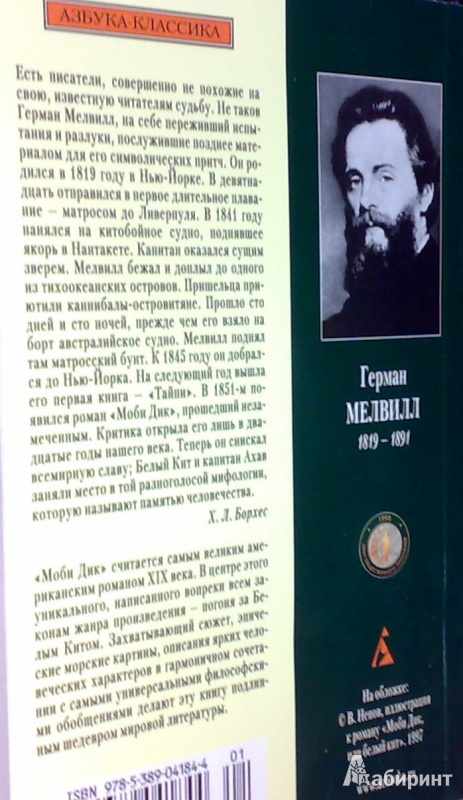 АЗБУКА-КЛАССИКА
Есть писатели, совершенно не похожие на
свою, известную читателям судьбу. Не таков
Герман Мелвилл, на себе переживший испы-
тания и разлуки, послужившие позднее мате-
риалом для его символических притч. Он ро-
дился в 1819 году в Нью-Йорке. В девятна-
дцать отправился в первое длительное плава-
ние – матросом до Ливерпуля. В 1841 году
нанялся на китобойное судно, поднявшее
якорь в Нантакете. Капитан оказался сущим
зверем. Мелвилл бежал и доплыл до одного
из тихоокеанских островов. Пришельца при-
ютили каннибалы-островитяне. Прошло сто
дней и сто ночей, прежде чем его взяло на
борт австралийское судно. Мелвилл поднял
там матросский бунт. К 1845 году он добрал-
ся до Нью-Йорка. На следующий год вышла
его первая книга – «Тайпи». В 1851-м по-
явился роман «Моби Дик», прошедший неза-
меченным. Критика открыла его лишь в два-
дцатые годы нашего века. Теперь он снискал
всемирную славу; Белый Кит и капитан Ахав
заняли место в той разноголосой мифологии,
которую называют памятью человечества.
Х. Л. Борхес
«Моби Дик» считается самым великим аме-
риканским романом XIX века. В центре этого
уникального, написанного вопреки всем за-
конам жанра произведения – погоня за Бе-
лым Китом. Захватывающий сюжет, эпиче-
ские морские картины, описания ярких чело-
веческих характеров в гармоничном сочета-
нии с самыми универсальными философски-
ми обобщениями делают эту книгу подлин-
ным шедевром мировой литературы.
ISBN 978-5-389-04184-4
01
Герман
МЕЛВИЛЛ
1819 – 1891
На обложке:
© В. Ненов, иллюстрация
к роману «Моби Дик,
или белый кит». 1997
www.
Лабиринт